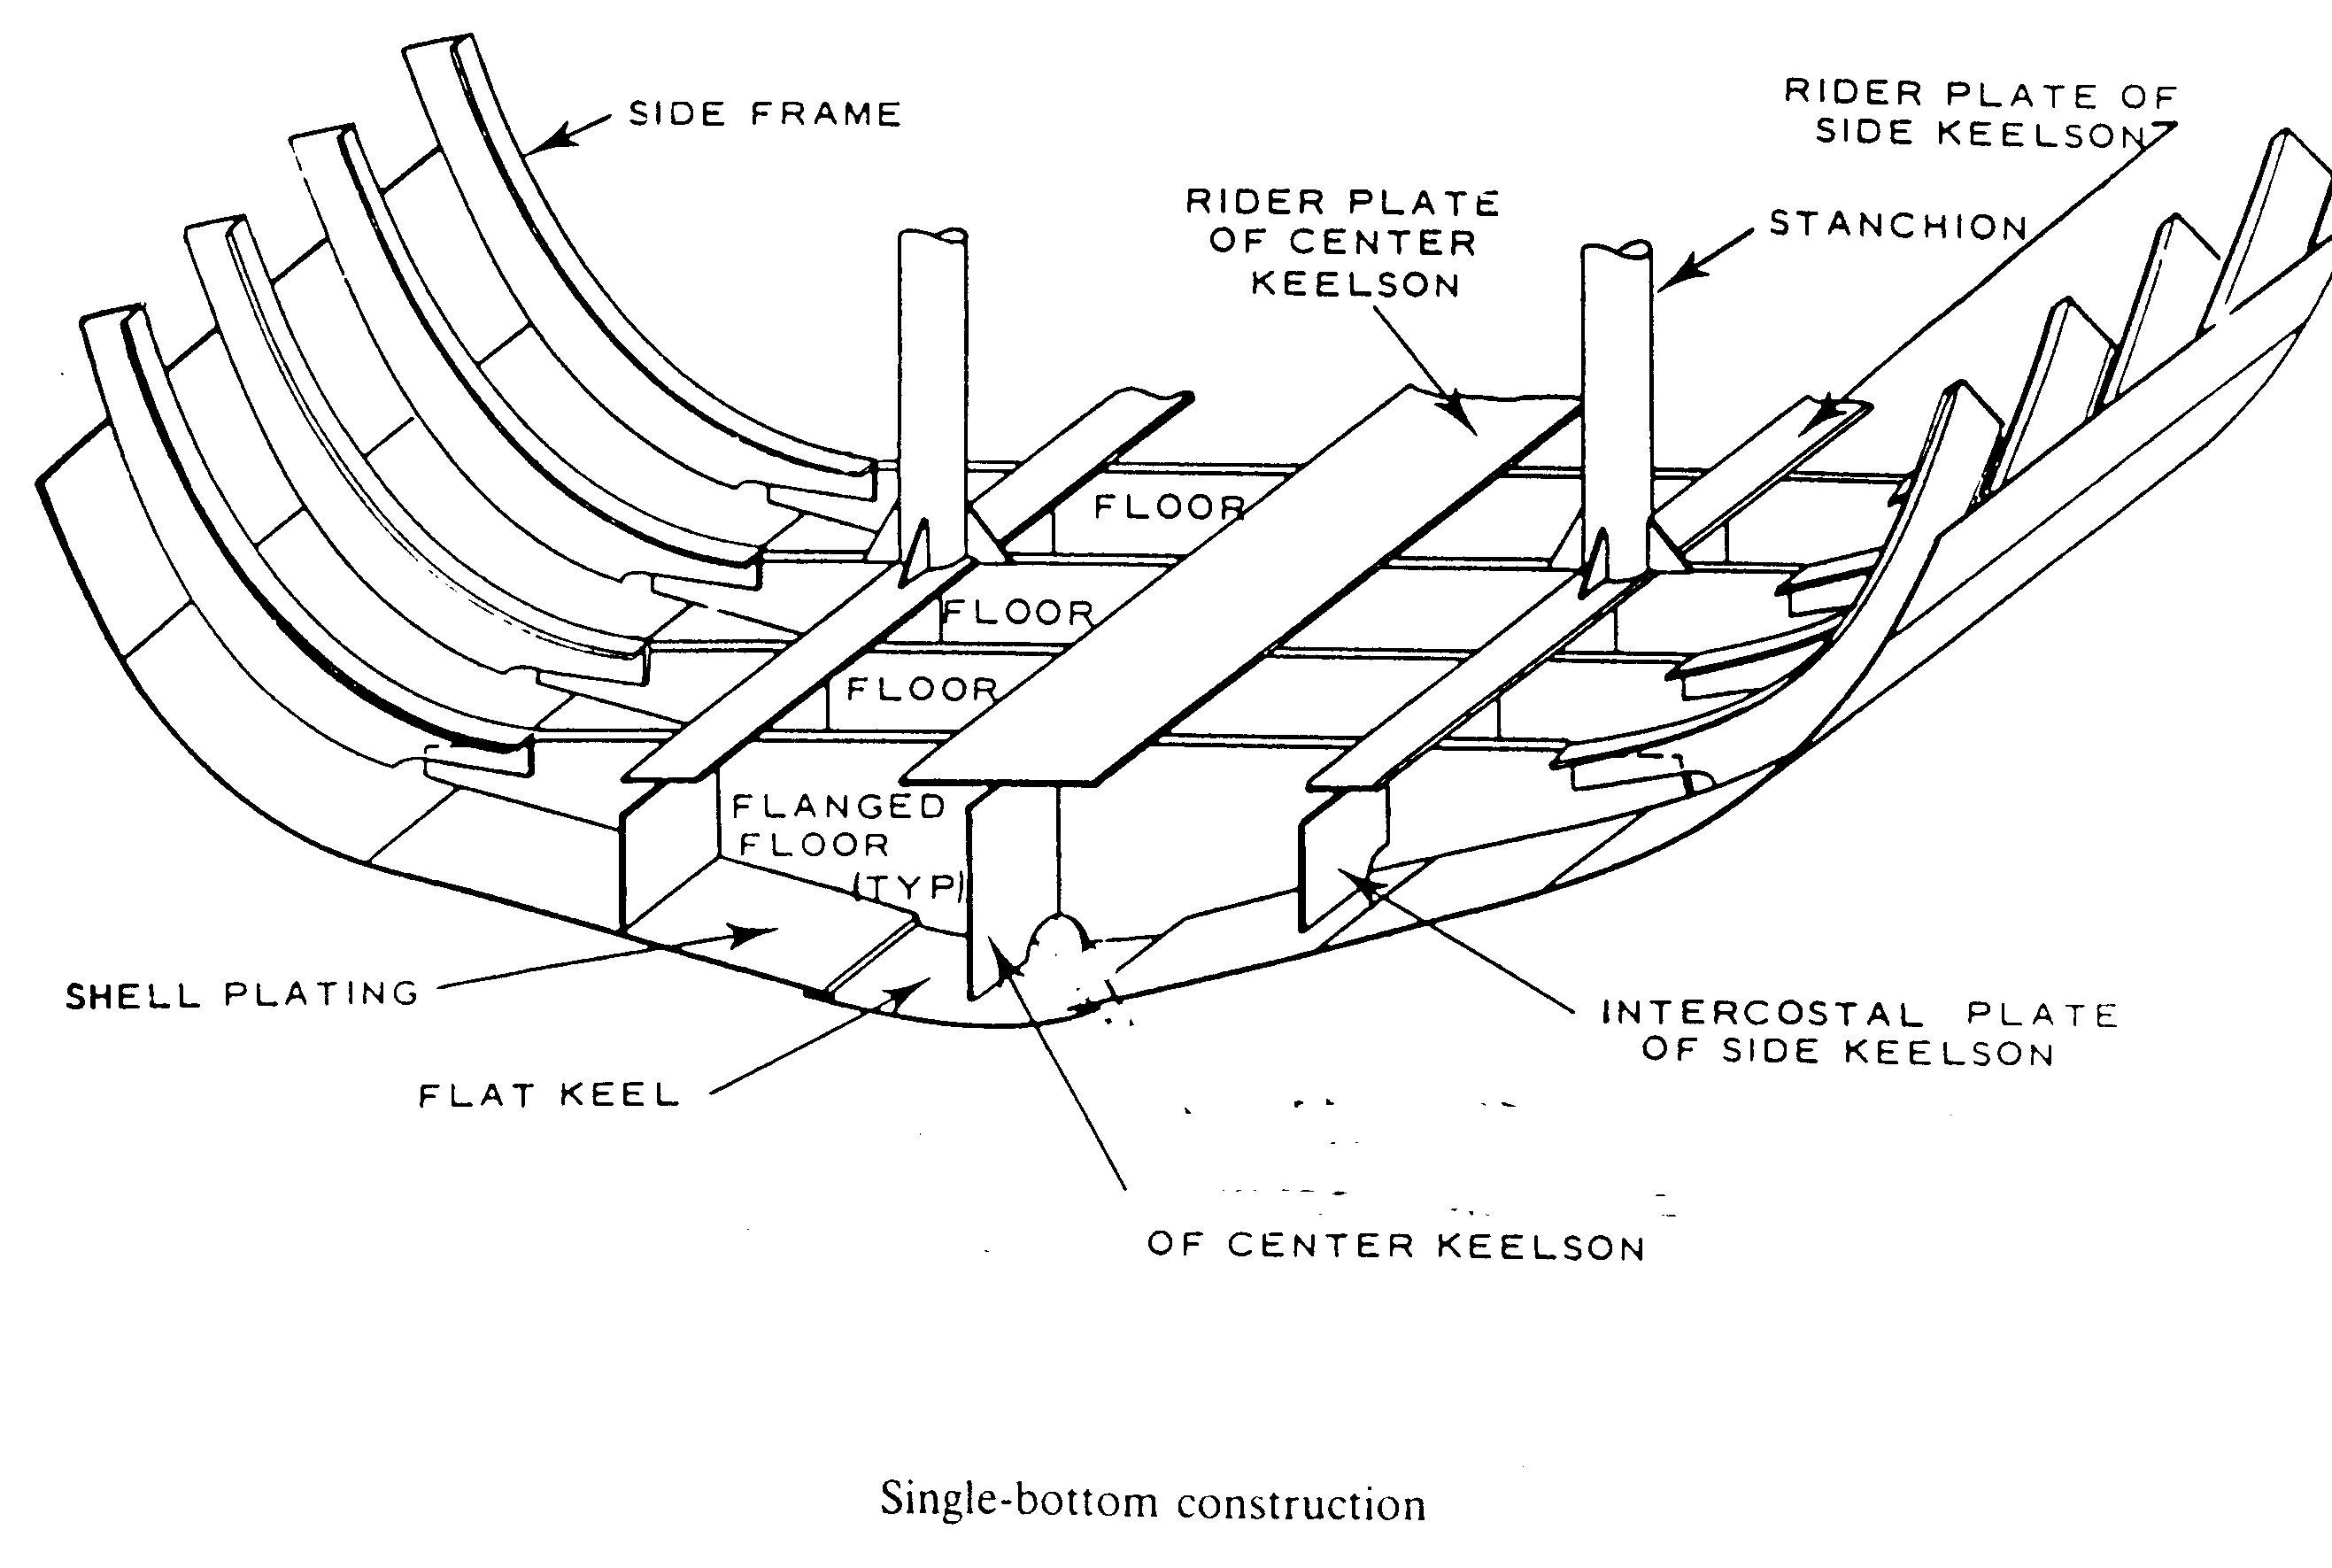 SIDE FRAME
RIDER PLATE OF
SIDE KEELSON
RIDER PLATE
OF CENTER
KEELSON
STANCHION
FLOOR
FLOOR
FLOOR
FLANGED
FLOOR
(TYP)
SHELL PLATING
FLAT KEEL
INTERCOSTAL PLATE
OF SIDE KEELSON
OF CENTER KEELSON
Single-bottom construction